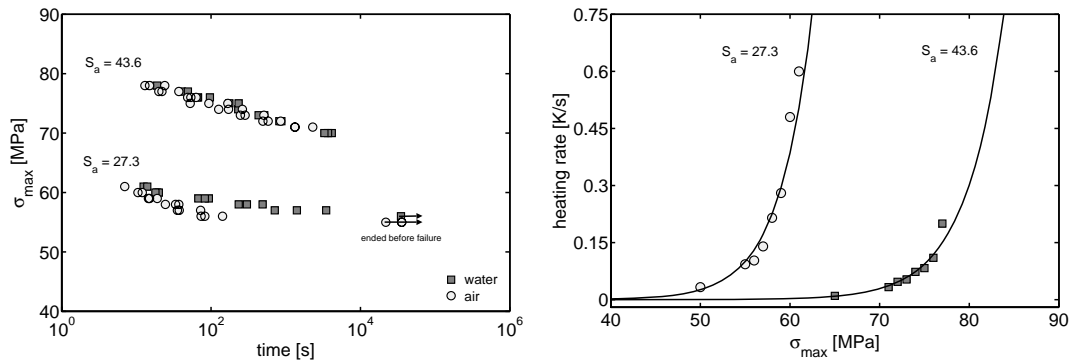 90
80
70
60
50
40
σmax [MPa]
Sa = 43.6
Sa = 27.3
ended before failure
water
air
10^0
10^2
10^4
10^6
time [s]
0.75
0.6
0.45
0.3
0.15
0
heating rate [K/s]
Sa = 27.3
Sa = 43.6
40
50
60
70
80
90
σmax [MPa]